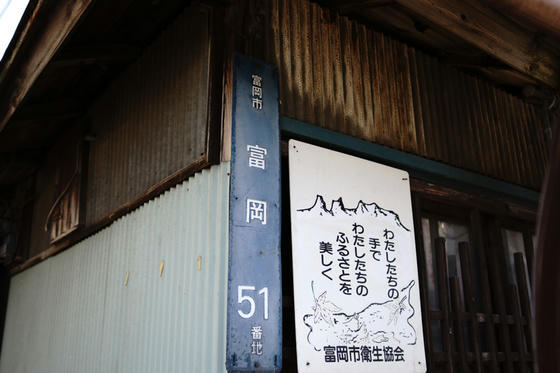 富岡市
富岡
51
番地
わたしたちの
手で
わたしたちの
ふるさとを
美しく
富岡市衛生協会